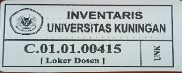 INVENTARIS
UNIVERSITAS KUNINGAN
C.01.01.00415
[ Loker Dosen ]
UNK